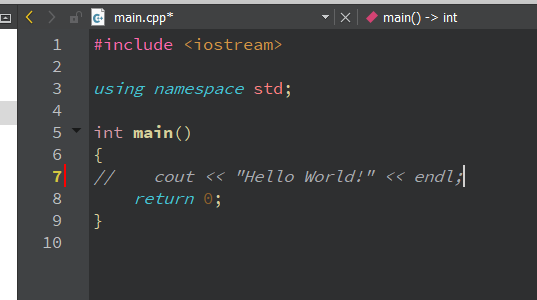 main.cpp* main() -> int
1 #include <iostream>
2
3 using namespace std;
4
5 int main()
6 {
7 //    cout << "Hello World!" << endl;
8     return 0;
9 }
10